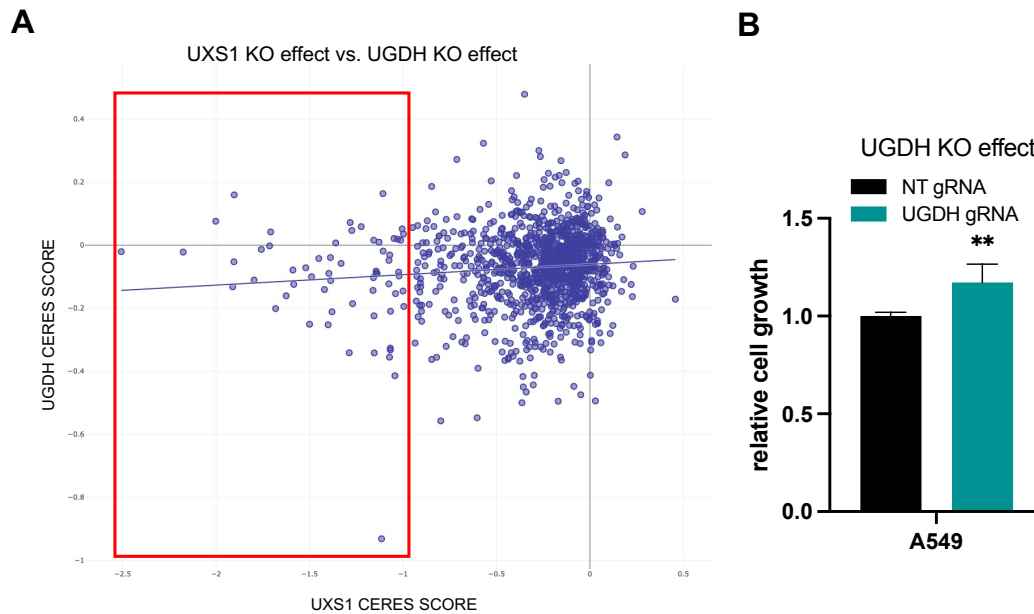 A
UXS1 KO effect vs. UGDH KO effect
UGDH CERES SCORE
0.4
0.2
0
−0.2
−0.4
−0.6
−0.8
−1
−2.5 −2 −1.5 −1 −0.5 0 0.5
UXS1 CERES SCORE
B
UGDH KO effect
NT gRNA
UGDH gRNA
**
relative cell growth
1.5
1.0
0.5
0.0
A549